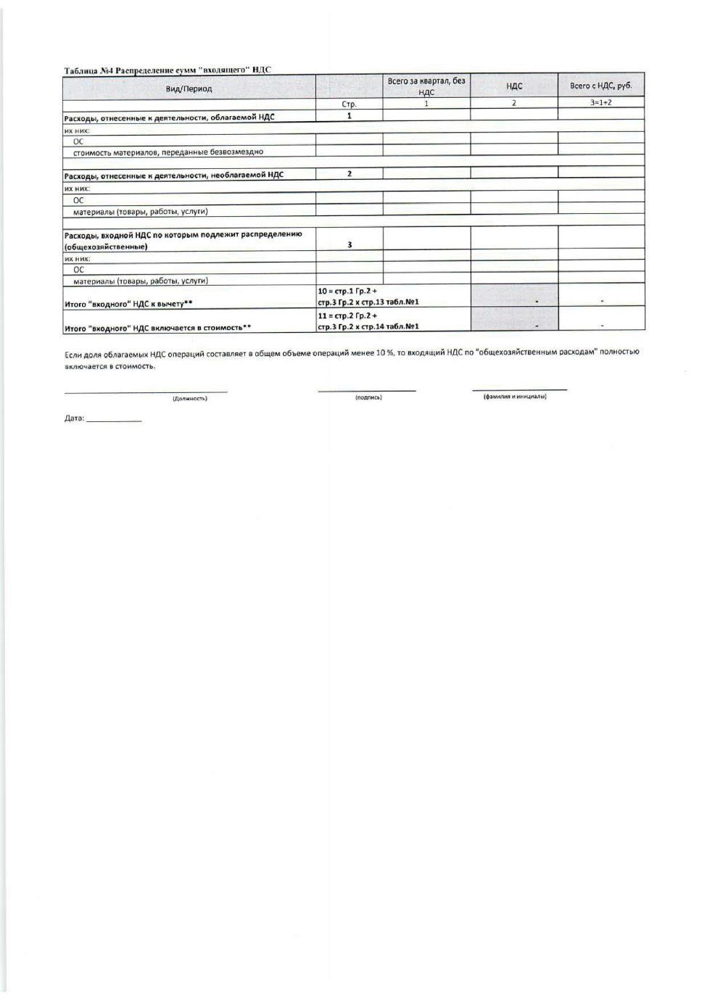 Таблица №4 Распределение сумм "входящего" НДС
Вид/Период Всего за квартал, без НДС НДС Всего с НДС, руб.
Стр. 1 2 3=1+2
Расходы, отнесенные к деятельности, облагаемой НДС 1
их них:
ОС
стоимость материалов, переданные безвозмездно
Расходы, отнесенные к деятельности, необлагаемой НДС 2
их них:
ОС
материалы (товары, работы, услуги)
Расходы, входной НДС по которым подлежит распределению
(общехозяйственные) 3
их них:
ОС
материалы (товары, работы, услуги)
10 = стр.1 Гр.2 +
Итого "входного" НДС к вычету** стр.3 Гр.2 х стр.13 табл.№1 - -
11 = стр.2 Гр.2 +
Итого "входного" НДС включается в стоимость** стр.3 Гр.2 х стр.14 табл.№1 - -
Если доля облагаемых НДС операций составляет в общем объеме операций менее 10 %, то входящий НДС по "общехозяйственным расходам" полностью
включается в стоимость.
(Должность) (подпись) (фамилия и инициалы)
Дата: